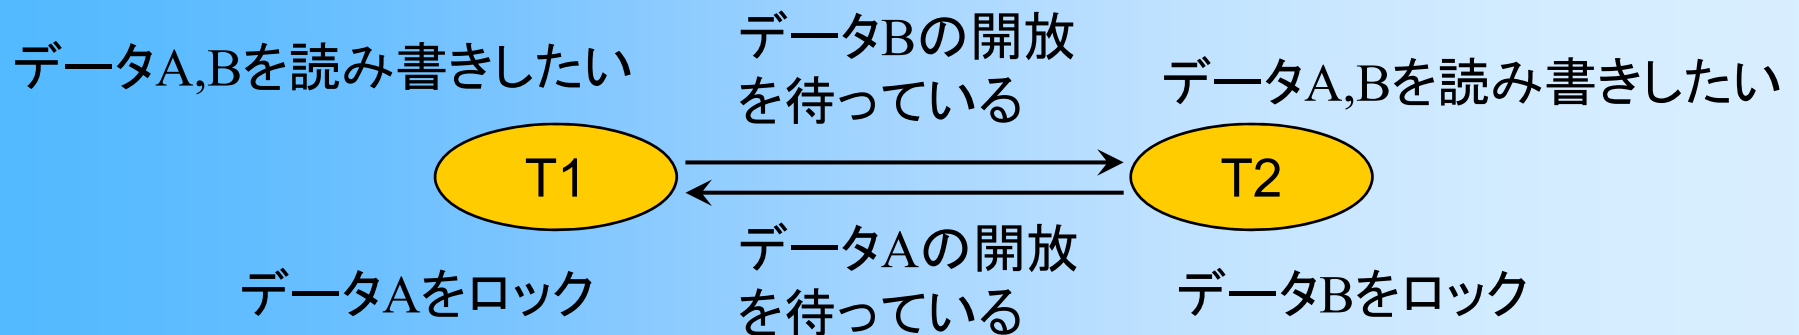 データA,Bを読み書きしたい
データBの開放
を待っている
データA,Bを読み書きしたい
T1
T2
データAをロック
データAの開放
を待っている
データBをロック